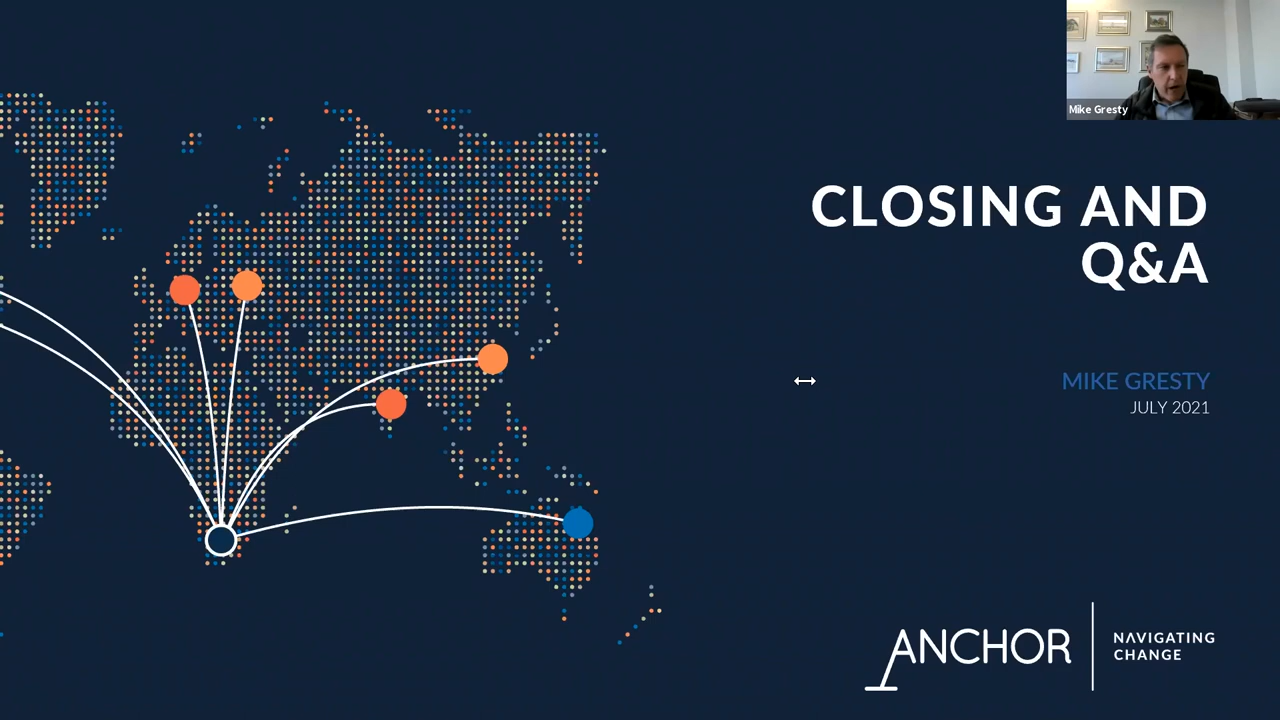 Mike Gresty
CLOSING AND
Q&A
MIKE GRESTY
JULY 2021
ANCHOR
NAVIGATING
CHANGE